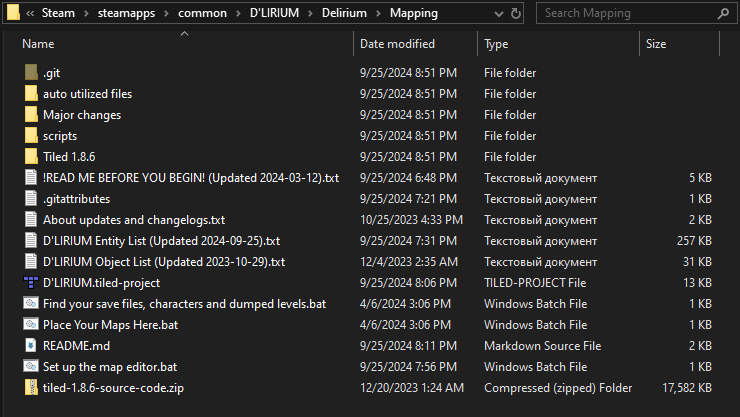 « Steam › steamapps › common › D'LIRIUM › Delirium › Mapping Search Mapping
Name Date modified Type Size
.git 9/25/2024 8:51 PM File folder
auto utilized files 9/25/2024 8:51 PM File folder
Major changes 9/25/2024 8:51 PM File folder
scripts 9/25/2024 8:51 PM File folder
Tiled 1.8.6 9/25/2024 8:51 PM File folder
!READ ME BEFORE YOU BEGIN! (Updated 2024-03-12).txt 9/25/2024 6:48 PM Текстовый документ 5 KB
.gitattributes 9/25/2024 7:21 PM Текстовый документ 1 KB
About updates and changelogs.txt 10/25/2023 4:33 PM Текстовый документ 2 KB
D'LIRIUM Entity List (Updated 2024-09-25).txt 9/25/2024 7:31 PM Текстовый документ 257 KB
D'LIRIUM Object List (Updated 2023-10-29).txt 12/4/2023 2:35 AM Текстовый документ 31 KB
D'LIRIUM.tiled-project 9/25/2024 8:06 PM TILED-PROJECT File 13 KB
Find your save files, characters and dumped levels.bat 4/6/2024 3:06 PM Windows Batch File 1 KB
Place Your Maps Here.bat 4/6/2024 3:06 PM Windows Batch File 1 KB
README.md 9/25/2024 8:11 PM Markdown Source File 2 KB
Set up the map editor.bat 9/25/2024 7:56 PM Windows Batch File 1 KB
tiled-1.8.6-source-code.zip 12/20/2023 1:24 AM Compressed (zipped) Folder 17,582 KB